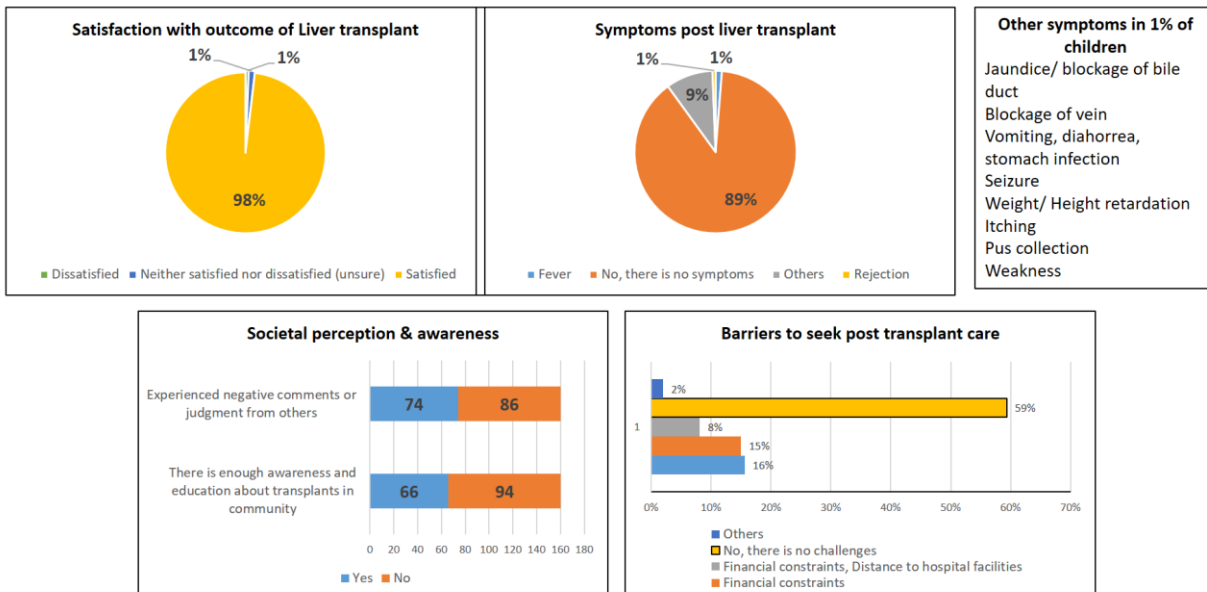 Satisfaction with outcome of Liver transplant
1%
1%
98%
Dissatisfied
Neither satisfied nor dissatisfied (unsure)
Satisfied
Symptoms post liver transplant
1%
1%
9%
89%
Fever
No, there is no symptoms
Others
Rejection
Other symptoms in 1% of
children
Jaundice/ blockage of bile
duct
Blockage of vein
Vomiting, diahorrea,
stomach infection
Seizure
Weight/ Height retardation
Itching
Pus collection
Weakness
Societal perception & awareness
Experienced negative comments or
judgment from others
74
86
There is enough awareness and
education about transplants in
community
66
94
0 20 40 60 80 100 120 140 160 180
Yes
No
Barriers to seek post transplant care
2%
59%
1
8%
15%
16%
0% 10% 20% 30% 40% 50% 60% 70%
Others
No, there is no challenges
Financial constraints, Distance to hospital facilities
Financial constraints